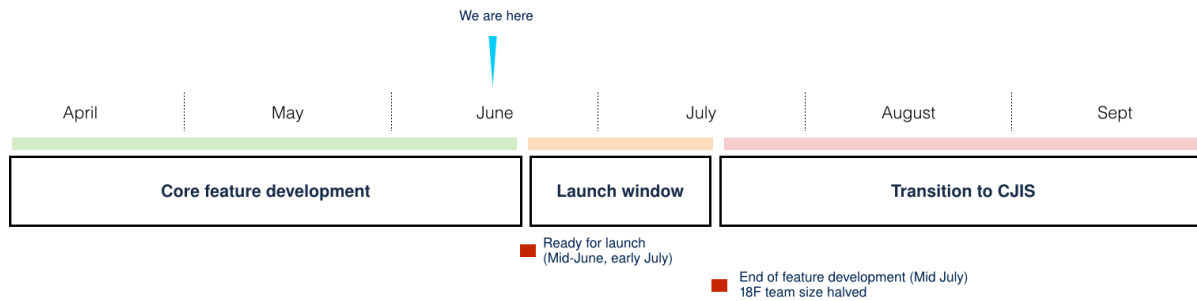 We are here
April May June July August Sept
Core feature development Launch window Transition to CJIS
Ready for launch
(Mid-June, early July)
End of feature development (Mid July)
18F team size halved